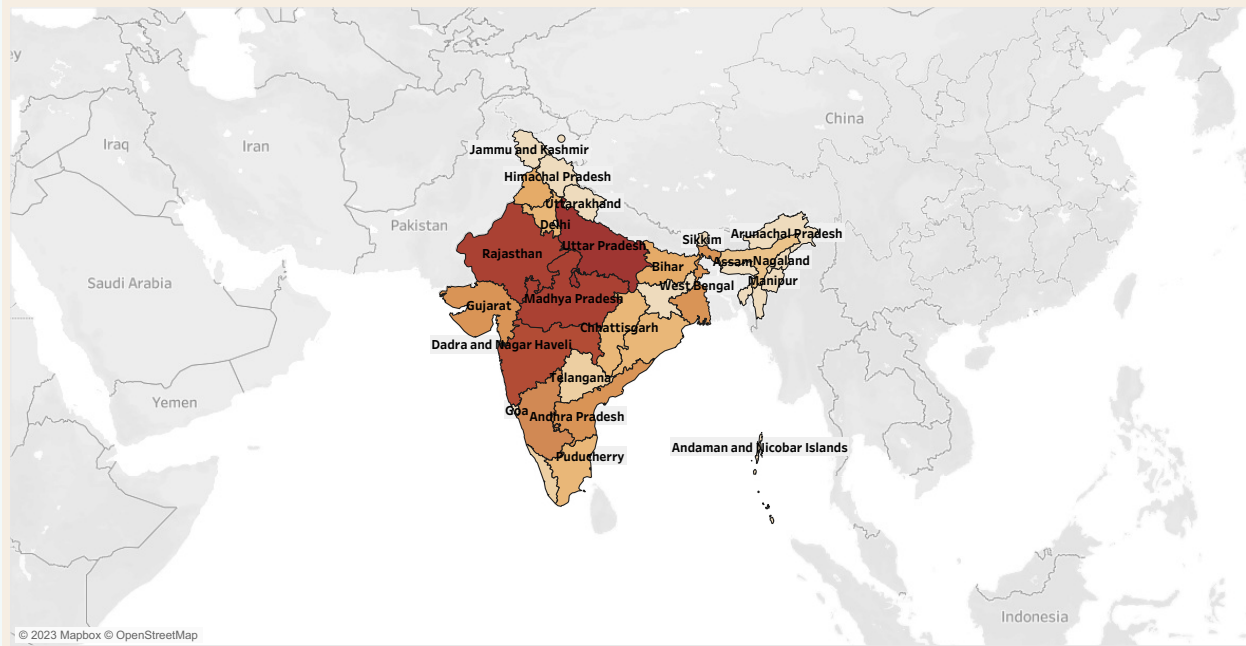 ey
China
Iraq
Iran
Jammu and Kashmir
Himachal Pradesh
Uttarakhand
Pakistan
Delhi
Arunachal Pradesh
Sikkim
Uttar Pradesh
Rajasthan
Assam
Nagaland
Bihar
Saudi Arabia
Manipur
West Bengal
Madhya Pradesh
Gujarat
Chhattisgarh
Dadra and Nagar Haveli
Telangana
Yemen
Goa
Andhra Pradesh
Andaman and Nicobar Islands
Puducherry
Indonesia
© 2023 Mapbox © OpenStreetMap